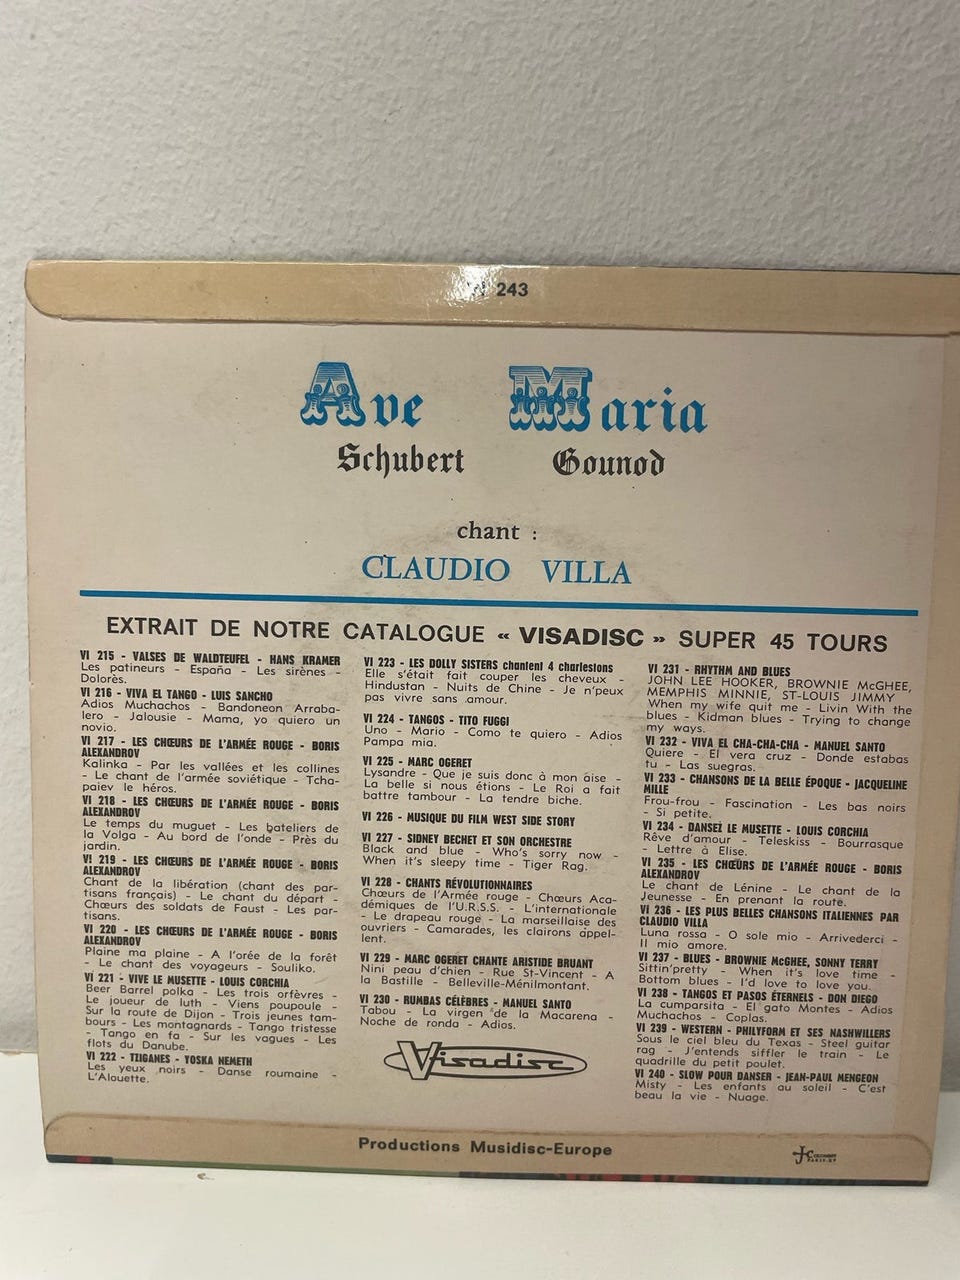 VI 243
Ave Maria
Schubert Gounod
chant :
CLAUDIO VILLA
EXTRAIT DE NOTRE CATALOGUE « VISADISC » SUPER 45 TOURS
VI 215 - VALSES DE WALDTEUFEL - HANS KRAMER
Les patineurs - España - Les sirènes -
Dolorès.
VI 216 - VIVA EL TANGO - LUIS SANCHO
Adios Muchachos - Bandoneon Arraba-
lero - Jalousie - Mama, yo quiero un
novio.
VI 217 - LES CHŒURS DE L'ARMÉE ROUGE - BORIS
ALEXANDROV
Kalinka - Par les vallées et les collines
- Le chant de l'armée soviétique - Tcha-
paiev le héros.
VI 218 - LES CHŒURS DE L'ARMÉE ROUGE - BORIS
ALEXANDROV
Le temps du muguet - Les bateliers de
la Volga - Au bord de l'onde - Près du
jardin.
VI 219 - LES CHŒURS DE L'ARMÉE ROUGE - BORIS
ALEXANDROV
Chant de la libération (chant des par-
tisans français) - Le chant du départ -
Chœurs des soldats de Faust - Les par-
tisans.
VI 220 - LES CHŒURS DE L'ARMÉE ROUGE - BORIS
ALEXANDROV
Plaine ma plaine - A l'orée de la forêt
- Le chant des voyageurs - Souliko.
VI 221 - VIVE LE MUSETTE - LOUIS CORCHIA
Beer Barrel polka - Les trois orfèvres -
Le joueur de luth - Viens poupoule -
Sur la route de Dijon - Trois jeunes tam-
bours - Les montagnards - Tango tristesse
- Tango en fa - Sur les vagues - Les
flots du Danube.
VI 222 - TZIGANES - YOSKA NEMETH
Les yeux noirs - Danse roumaine -
L'Alouette.
VI 223 - LES DOLLY SISTERS chantent 4 charlestons
Elle s'était fait couper les cheveux -
Hindustan - Nuits de Chine - Je n'peux
pas vivre sans amour.
VI 224 - TANGOS - TITO FUGGI
Uno - Mario - Como te quiero - Adios
Pampa mia.
VI 225 - MARC OGERET
Lysandre - Que je suis donc à mon aise -
La belle si nous étions - Le Roi a fait
battre tambour - La tendre biche.
VI 226 - MUSIQUE DU FILM WEST SIDE STORY
VI 227 - SIDNEY BECHET ET SON ORCHESTRE
Black and blue - Who's sorry now -
When it's sleepy time - Tiger Rag.
VI 228 - CHANTS RÉVOLUTIONNAIRES
Chœurs de l'Armée rouge - Chœurs Aca-
démiques de l'U.R.S.S. - L'internationale
- Le drapeau rouge - La marseillaise des
ouvriers - Camarades, les clairons appel-
lent.
VI 229 - MARC OGERET CHANTE ARISTIDE BRUANT
Nini peau d'chien - Rue St-Vincent - A
la Bastille - Belleville-Ménilmontant.
VI 230 - RUMBAS CÉLÈBRES - MANUEL SANTO
Tabou - La virgen de la Macarena -
Noche de ronda - Adios.
Visadisc
VI 231 - RHYTHM AND BLUES
JOHN LEE HOOKER, BROWNIE McGHEE,
MEMPHIS MINNIE, ST-LOUIS JIMMY
When my wife quit me - Livin With the
blues - Kidman blues - Trying to change
my ways.
VI 232 - VIVA EL CHA-CHA-CHA - MANUEL SANTO
Quiere - El vera cruz - Donde estabas
tu - Las suegras.
VI 233 - CHANSONS DE LA BELLE ÉPOQUE - JACQUELINE
MILLE
Frou-frou - Fascination - Les bas noirs
- Si petite.
VI 234 - DANSEZ LE MUSETTE - LOUIS CORCHIA
Rêve d'amour - Teleskiss - Bourrasque
- Lettre à Elise.
VI 235 - LES CHŒURS DE L'ARMÉE ROUGE - BORIS
ALEXANDROV
Le chant de Lénine - Le chant de la
Jeunesse - En prenant la route.
VI 236 - LES PLUS BELLES CHANSONS ITALIENNES PAR
CLAUDIO VILLA
Luna rossa - O sole mio - Arrivederci -
Il mio amore.
VI 237 - BLUES - BROWNIE McGHEE, SONNY TERRY
Sittin'pretty - When it's love time -
Bottom blues - I'd love to love you.
VI 238 - TANGOS ET PASOS ÉTERNELS - DON DIEGO
La cumparsita - El gato Montes - Adios
Muchachos - Coplas.
VI 239 - WESTERN - PHILYFORM ET SES NASHWILLERS
Sous le ciel bleu du Texas - Steel guitar
rag - J'entends siffler le train - Le
quadrille du petit poulet.
VI 240 - SLOW POUR DANSER - JEAN-PAUL MENGEON
Misty - Les enfants au soleil - C'est
beau la vie - Nuage.
Productions Musidisc-Europe